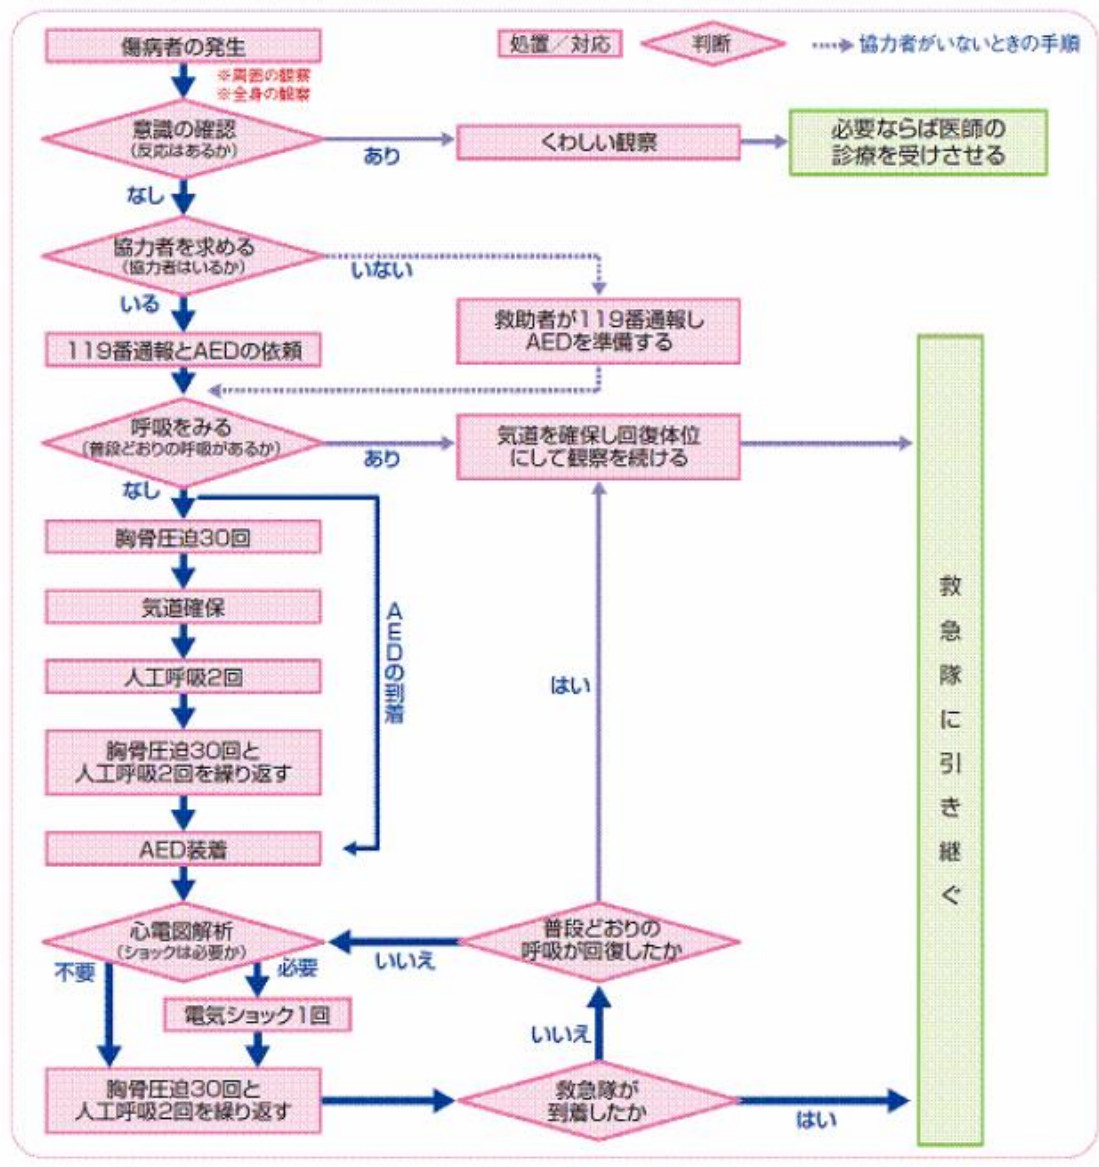 傷病者の発生
処置／対応
判断
協力者がいないときの手順
※周囲の観察
※全身の観察
意識の確認
(反応はあるか)
あり
くわしい観察
必要ならば医師の
診療を受けさせる
なし
協力者を求める
(協力者はいるか)
いない
いる
救助者が119番通報し
AEDを準備する
119番通報とAEDの依頼
呼吸をみる
(普段どおりの呼吸があるか)
あり
気道を確保し回復体位
にして観察を続ける
なし
胸骨圧迫30回
気道確保
人工呼吸2回
胸骨圧迫30回と
人工呼吸2回を繰り返す
AEDの到着
AED装着
心電図解析
(ショックは必要か)
不要
必要
電気ショック1回
胸骨圧迫30回と
人工呼吸2回を繰り返す
はい
普段どおりの
呼吸が回復したか
いいえ
いいえ
救急隊が
到着したか
はい
救急隊に引き継ぐ